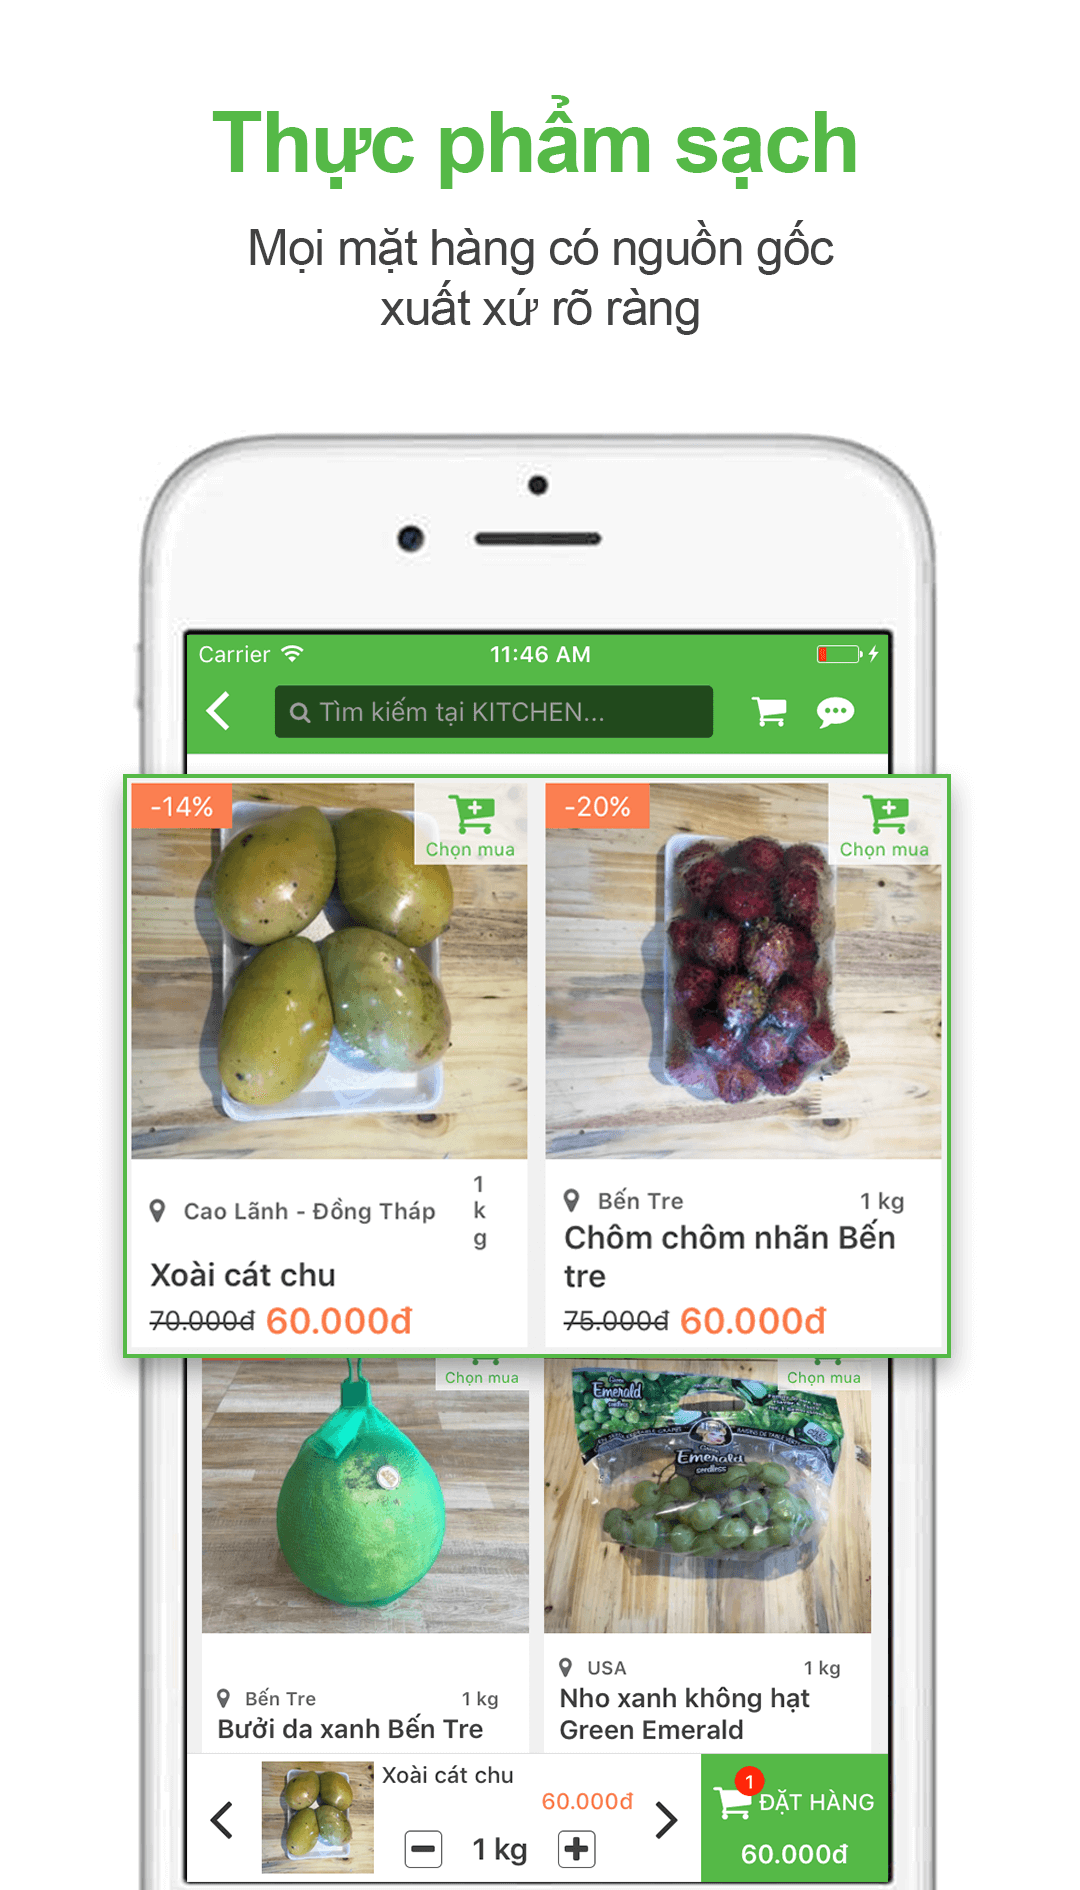 Thực phẩm sạch
Mọi mặt hàng có nguồn gốc
xuất xứ rõ ràng
Carrier 11:46 AM
Tìm kiếm tại KITCHEN...
-14%
Chọn mua
-20%
Chọn mua
Cao Lãnh - Đồng Tháp
1
k
g
Xoài cát chu
70.000đ 60.000đ
Bến Tre 1 kg
Chôm chôm nhãn Bến
tre
75.000đ 60.000đ
Chọn mua
Chọn mua
Emerald
seedless
Emerald
seedless
Bến Tre 1 kg
Bưởi da xanh Bến Tre
USA 1 kg
Nho xanh không hạt
Green Emerald
Xoài cát chu
60.000đ
1 kg
1
ĐẶT HÀNG
60.000đ